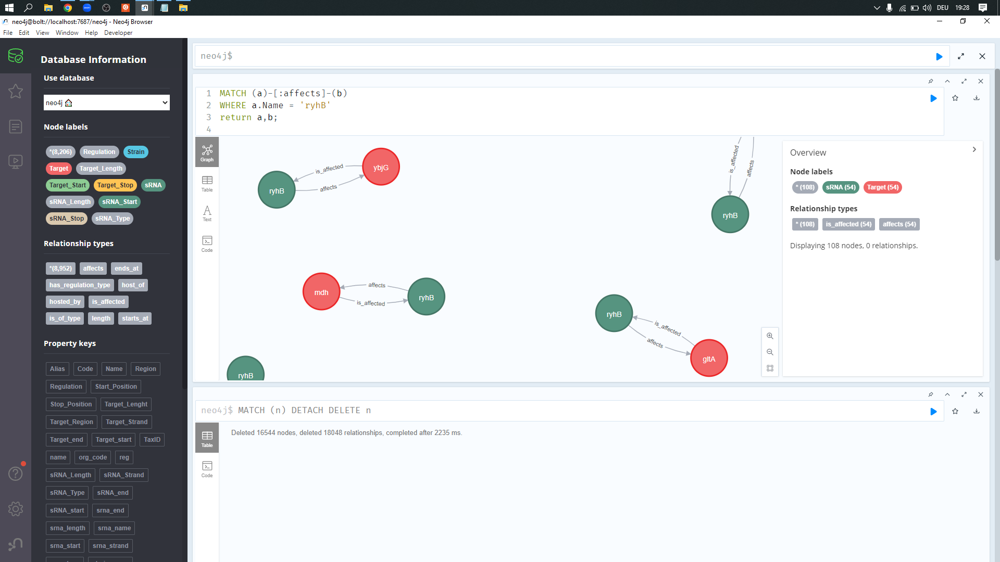 DEU 19:28
neo4j@bolt://localhost:7687/neo4j - Neo4j Browser
File Edit View Window Help Developer
Database Information
Use database
neo4j
Node labels
*(8,206) Regulation Strain
Target Target_Length
Target_Start Target_Stop sRNA
sRNA_Length sRNA_Start
sRNA_Stop sRNA_Type
Relationship types
*(8,952) affects ends_at
has_regulation_type host_of
hosted_by is_affected
is_of_type length starts_at
Property keys
Alias Code Name Region
Regulation Start_Position
Stop_Position Target_Lenght
Target_Region Target_Strand
Target_end Target_start TaxID
name org_code reg
sRNA_Length sRNA_Strand
sRNA_Type sRNA_end
sRNA_start srna_end
srna_length srna_name
srna_start srna_strand
neo4j$
1 MATCH (a)-[:affects]-(b)
2 WHERE a.Name = 'ryhB'
3 return a,b;
4
Graph
Table
Text
Code
ryhB
is_affected
affects
ybjG
is_affected
affects
ryhB
mdh
affects
is_affected
ryhB
ryhB
is_affected
affects
gltA
ryhB
Overview
Node labels
* (108) sRNA (54) Target (54)
Relationship types
* (108) is_affected (54) affects (54)
Displaying 108 nodes, 0 relationships.
neo4j$ MATCH (n) DETACH DELETE n
Table
Code
Deleted 16544 nodes, deleted 18048 relationships, completed after 2235 ms.